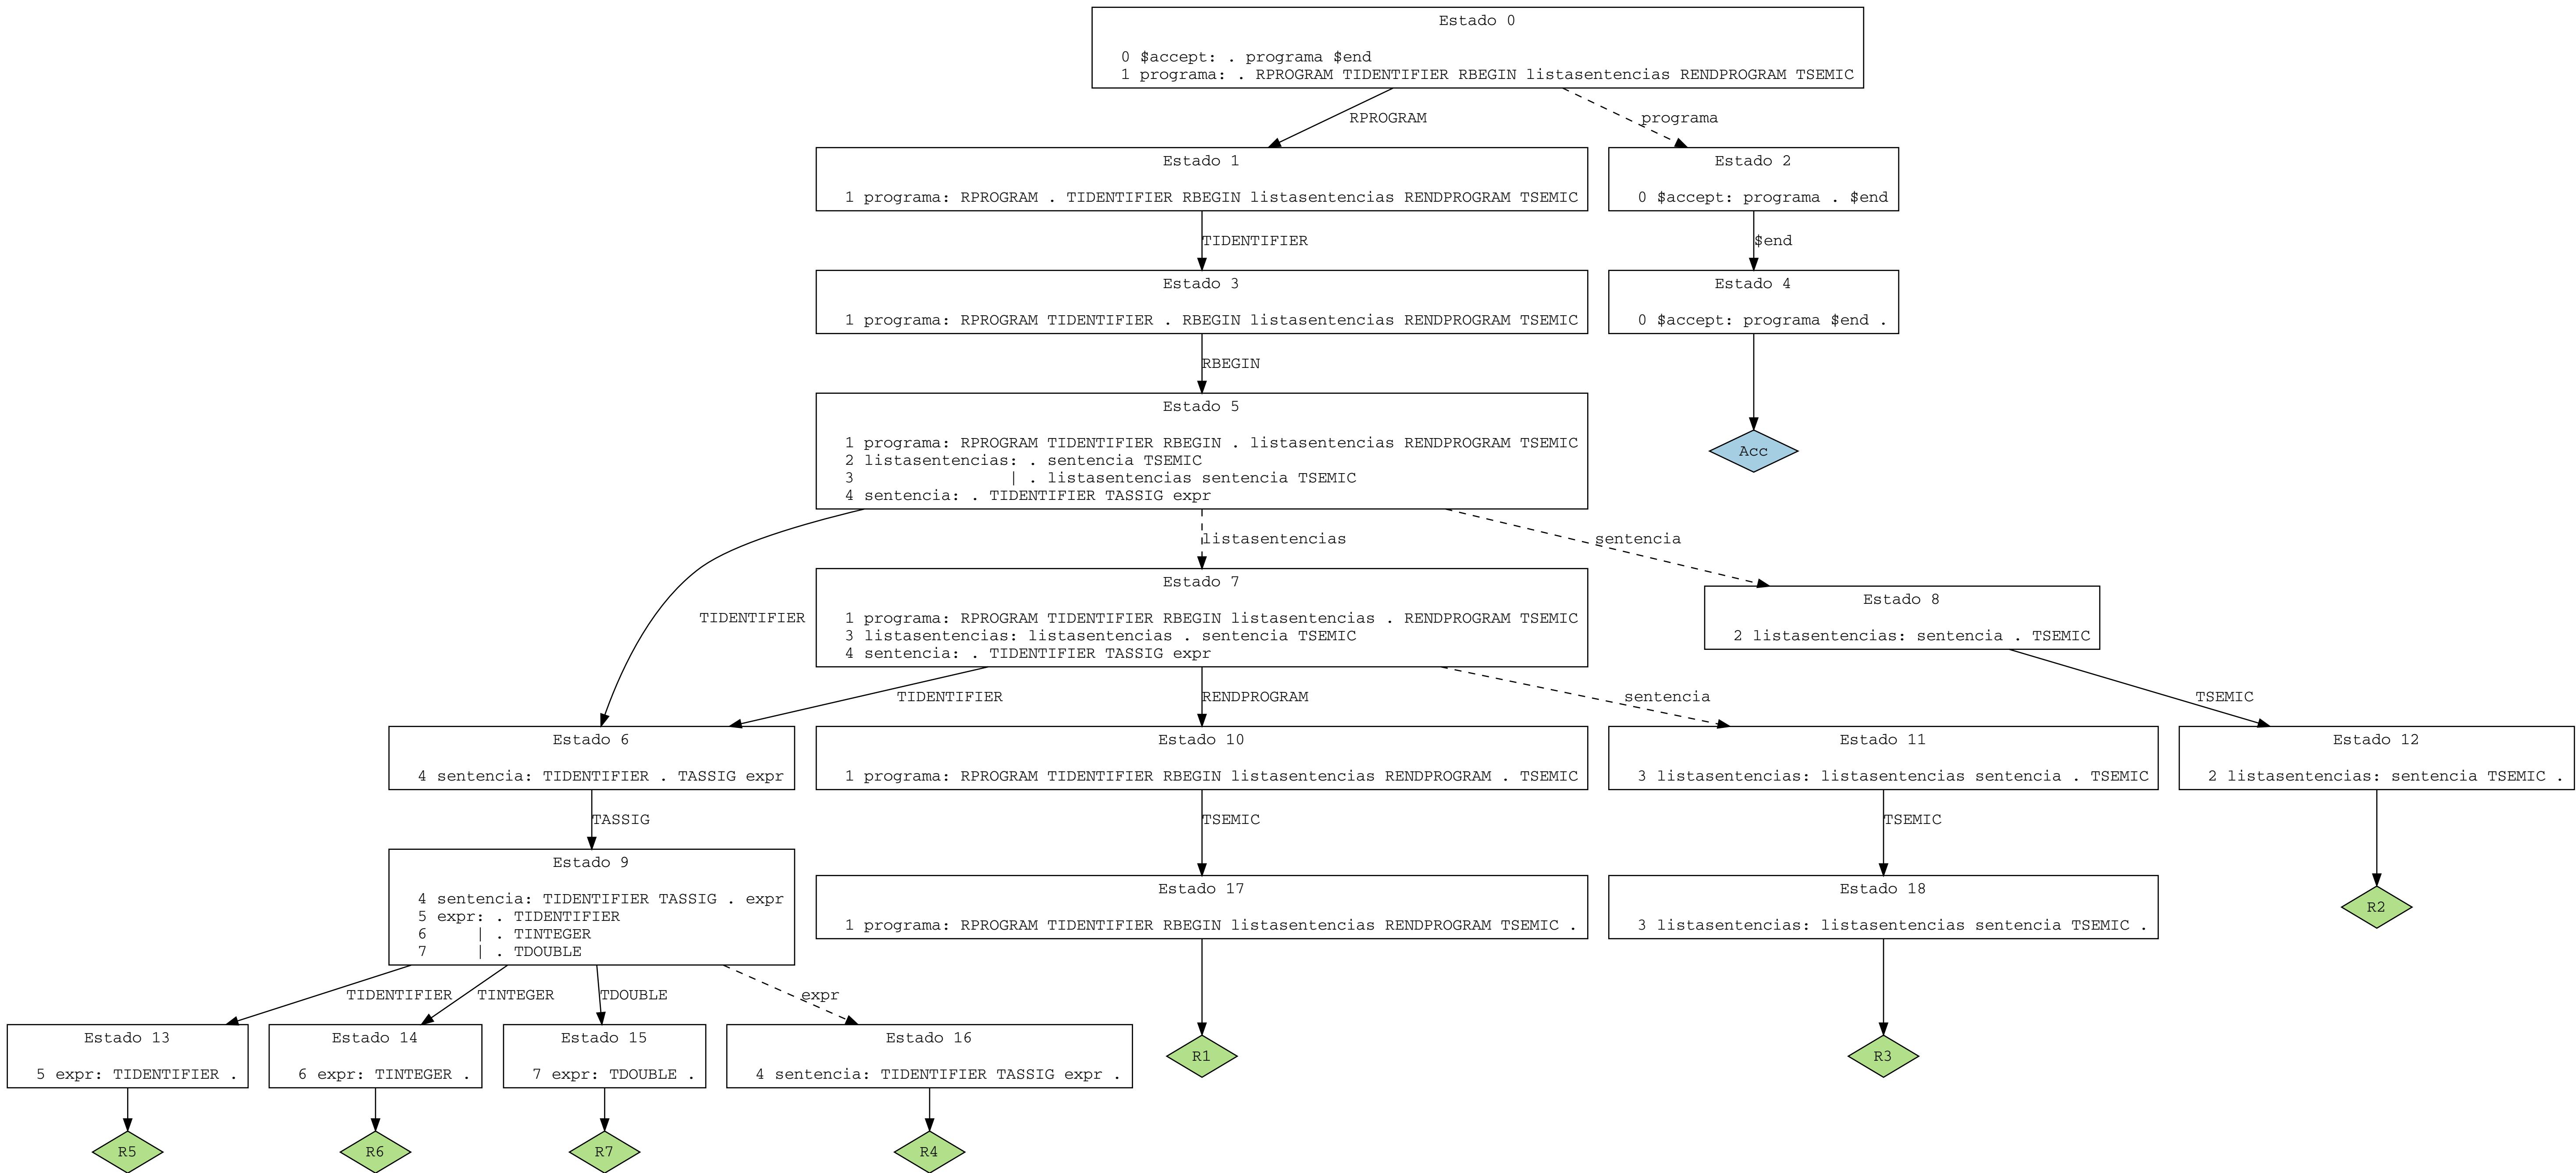 Estado 0
0 $accept: . programa $end
1 programa: . RPROGRAM TIDENTIFIER RBEGIN listasentencias RENDPROGRAM TSEMIC
RPROGRAM
programa
Estado 1
1 programa: RPROGRAM . TIDENTIFIER RBEGIN listasentencias RENDPROGRAM TSEMIC
Estado 2
0 $accept: programa . $end
TIDENTIFIER
$end
Estado 3
1 programa: RPROGRAM TIDENTIFIER . RBEGIN listasentencias RENDPROGRAM TSEMIC
Estado 4
0 $accept: programa $end .
RBEGIN
Estado 5
1 programa: RPROGRAM TIDENTIFIER RBEGIN . listasentencias RENDPROGRAM TSEMIC
2 listasentencias: . sentencia TSEMIC
3 | . listasentencias sentencia TSEMIC
4 sentencia: . TIDENTIFIER TASSIG expr
Acc
listasentencias
sentencia
TIDENTIFIER
Estado 7
1 programa: RPROGRAM TIDENTIFIER RBEGIN listasentencias . RENDPROGRAM TSEMIC
3 listasentencias: listasentencias . sentencia TSEMIC
4 sentencia: . TIDENTIFIER TASSIG expr
Estado 8
2 listasentencias: sentencia . TSEMIC
TIDENTIFIER
RENDPROGRAM
sentencia
TSEMIC
Estado 6
4 sentencia: TIDENTIFIER . TASSIG expr
Estado 10
1 programa: RPROGRAM TIDENTIFIER RBEGIN listasentencias RENDPROGRAM . TSEMIC
Estado 11
3 listasentencias: listasentencias sentencia . TSEMIC
Estado 12
2 listasentencias: sentencia TSEMIC .
TASSIG
TSEMIC
TSEMIC
Estado 9
4 sentencia: TIDENTIFIER TASSIG . expr
5 expr: . TIDENTIFIER
6 | . TINTEGER
7 | . TDOUBLE
Estado 17
1 programa: RPROGRAM TIDENTIFIER RBEGIN listasentencias RENDPROGRAM TSEMIC .
Estado 18
3 listasentencias: listasentencias sentencia TSEMIC .
R2
TIDENTIFIER
TINTEGER
TDOUBLE
expr
Estado 13
5 expr: TIDENTIFIER .
Estado 14
6 expr: TINTEGER .
Estado 15
7 expr: TDOUBLE .
Estado 16
4 sentencia: TIDENTIFIER TASSIG expr .
R1
R3
R5
R6
R7
R4